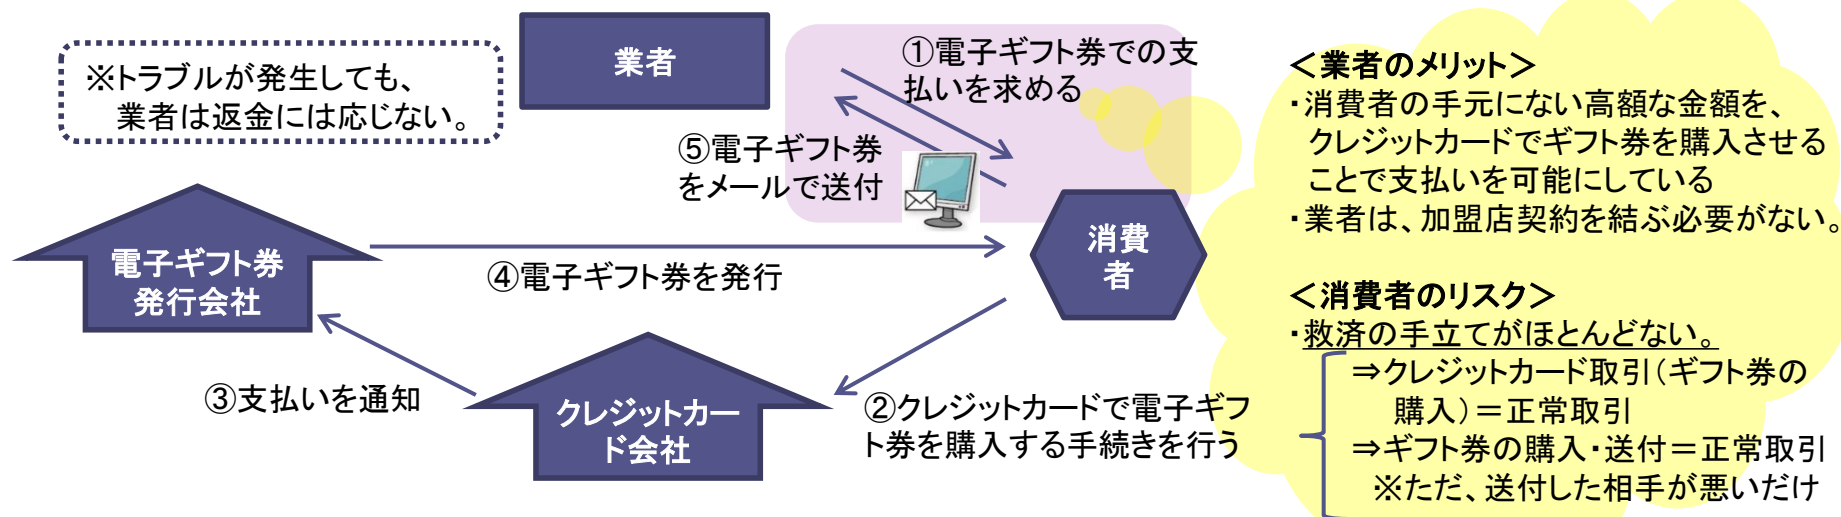 ※トラブルが発生しても、
業者は返金には応じない。
業者
①電子ギフト券での支
払いを求める
⑤電子ギフト券
をメールで送付
電子ギフト券
発行会社
④電子ギフト券を発行
消費
者
③支払いを通知
クレジットカー
ド会社
②クレジットカードで電子ギフ
ト券を購入する手続きを行う
＜業者のメリット＞
・消費者の手元にない高額な金額を、
クレジットカードでギフト券を購入させる
ことで支払いを可能にしている
・業者は、加盟店契約を結ぶ必要がない。
＜消費者のリスク＞
・救済の手立てがほとんどない。
⇒クレジットカード取引（ギフト券の
購入）＝正常取引
⇒ギフト券の購入・送付＝正常取引
※ただ、送付した相手が悪いだけ